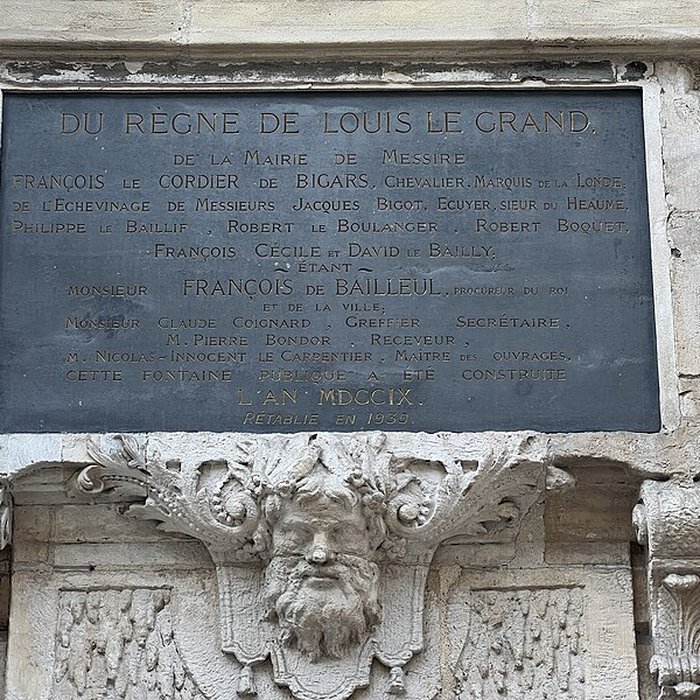 DU RÈGNE DE LOUIS LE GRAND,
DE LA MAIRIE DE MESSIRE
FRANÇOIS LE CORDIER DE BIGARS, CHEVALIER, MARQUIS DE LA LONDE,
DE L'ECHEVINAGE DE MESSIEURS JACQUES BIGOT, ECUYER, SIEUR DU HEAUME,
PHILIPPE LE BAILLIF, ROBERT LE BOULANGER, ROBERT BOQUET,
FRANÇOIS CÉCILE ET DAVID LE BAILLY,
~ ÉTANT ~
MONSIEUR FRANÇOIS DE BAILLEUL, PROCUREUR DU ROI
ET DE LA VILLE;
MONSIEUR CLAUDE COIGNARD, GREFFIER SECRÉTAIRE,
M. PIERRE BONDOR, RECEVEUR,
M. NICOLAS-INNOCENT LE CARPENTIER, MAÎTRE DES OUVRAGES,
CETTE FONTAINE PUBLIQUE A ÉTÉ CONSTRUITE
L'AN MDCCIX.
RÉTABLIE EN 1939.